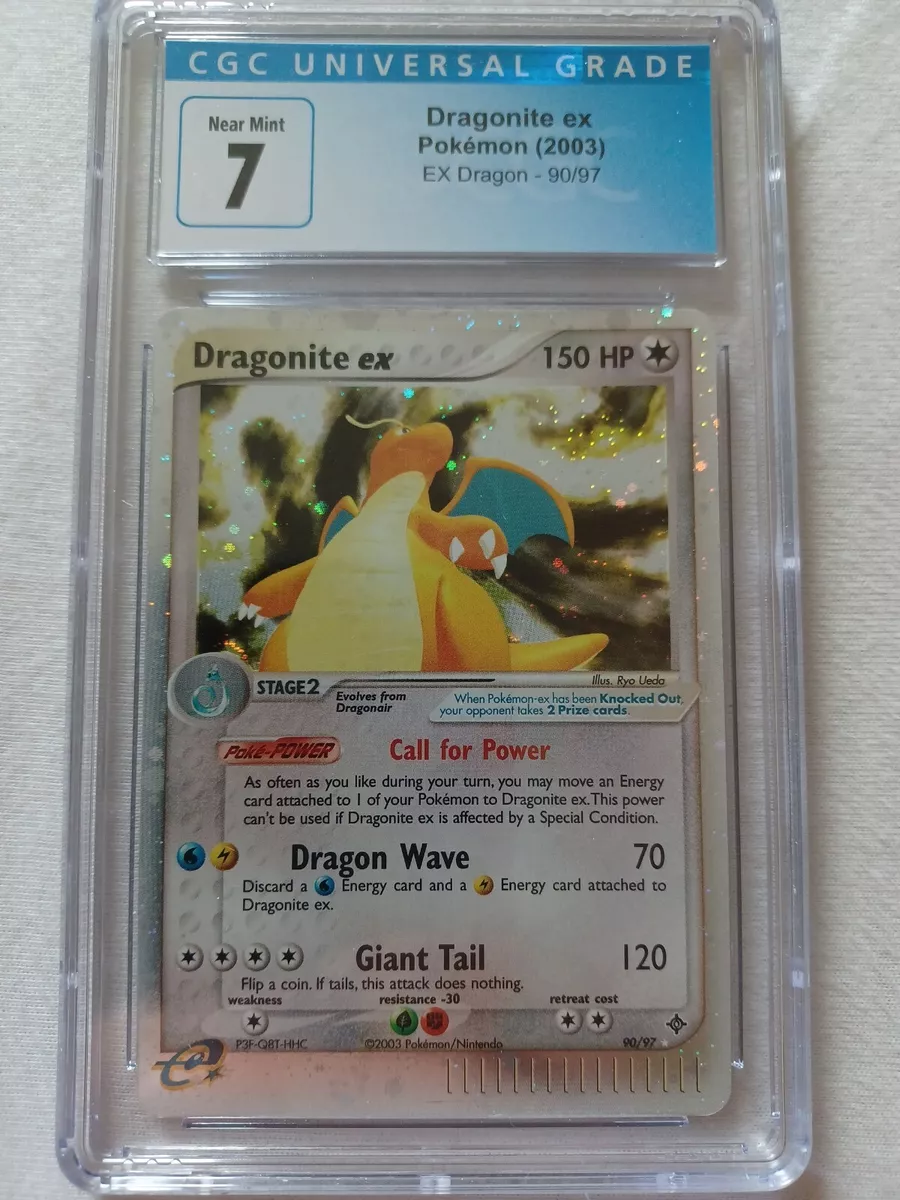 CGC UNIVERSAL GRADE
Near Mint
7
Dragonite ex
Pokémon (2003)
EX Dragon - 90/97
Dragonite ex 150 HP
Illus. Ryo Ueda
STAGE2
Evolves from
Dragonair
When Pokémon-ex has been Knocked Out,
your opponent takes 2 Prize cards.
Poké-POWER Call for Power
As often as you like during your turn, you may move an Energy
card attached to 1 of your Pokémon to Dragonite ex. This power
can't be used if Dragonite ex is affected by a Special Condition.
Dragon Wave 70
Discard a Energy card and a Energy card attached to
Dragonite ex.
Giant Tail 120
Flip a coin. If tails, this attack does nothing.
weakness resistance -30 retreat cost
P3F-Q8T-HHC ©2003 Pokémon/Nintendo 90/97
e